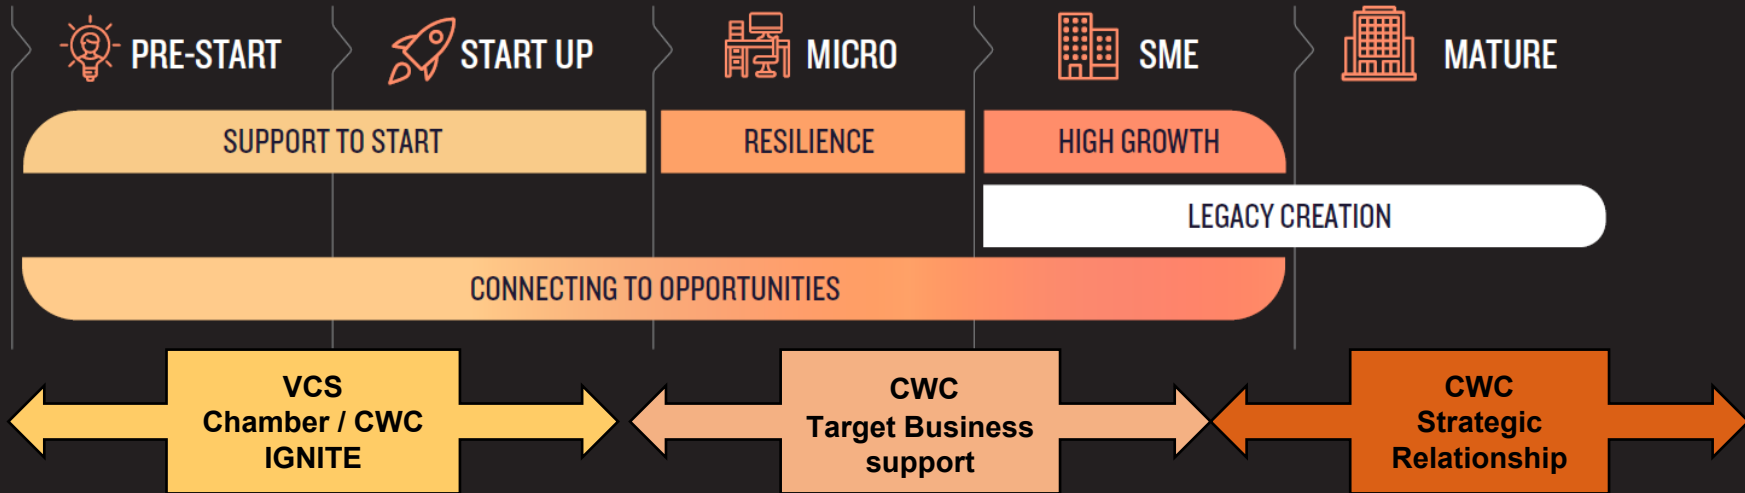 PRE-START
START UP
MICRO
SME
MATURE
SUPPORT TO START
RESILIENCE
HIGH GROWTH
LEGACY CREATION
CONNECTING TO OPPORTUNITIES
VCS
Chamber / CWC
IGNITE
CWC
Target Business
support
CWC
Strategic
Relationship